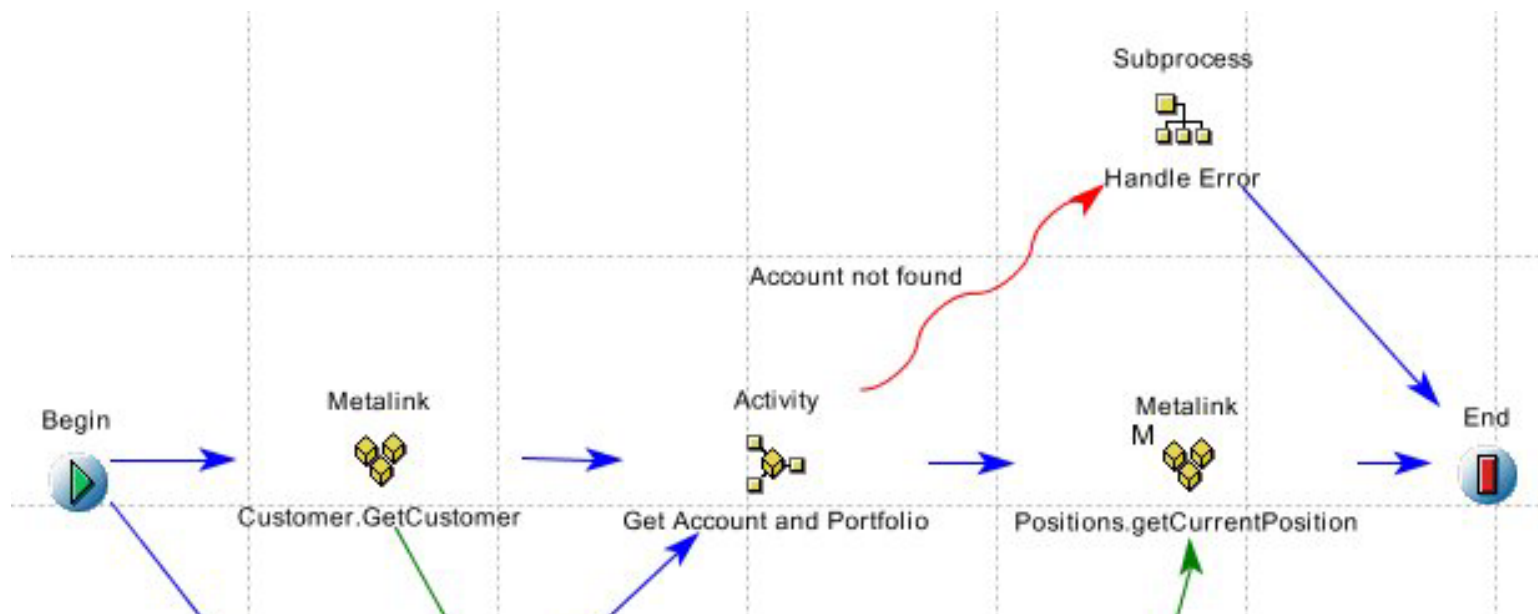 Subprocess
Handle Error
Account not found
Begin
Metalink
Customer.GetCustomer
Activity
Get Account and Portfolio
Metalink
M
Positions.getCurrentPosition
End